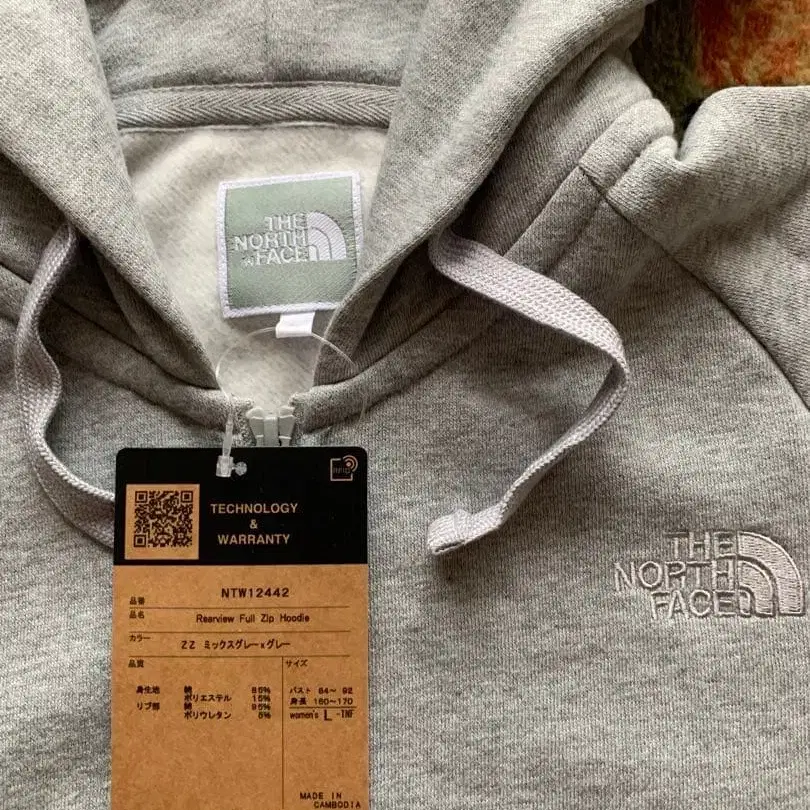 THE
NORTH
FACE
RFID
TECHNOLOGY
&
WARRANTY
品番 NTW12442
品名 Rearview Full Zip Hoodie
カラー ZZ ミックスグレー×グレー
品質 サイズ
身生地 綿 85%
ポリエステル 15%
リブ部 綿 95%
ポリウレタン 5%
バスト 84〜 92
身長 160〜170
women's L -INF
MADE IN
CAMBODIA
THE
NORTH
FACE